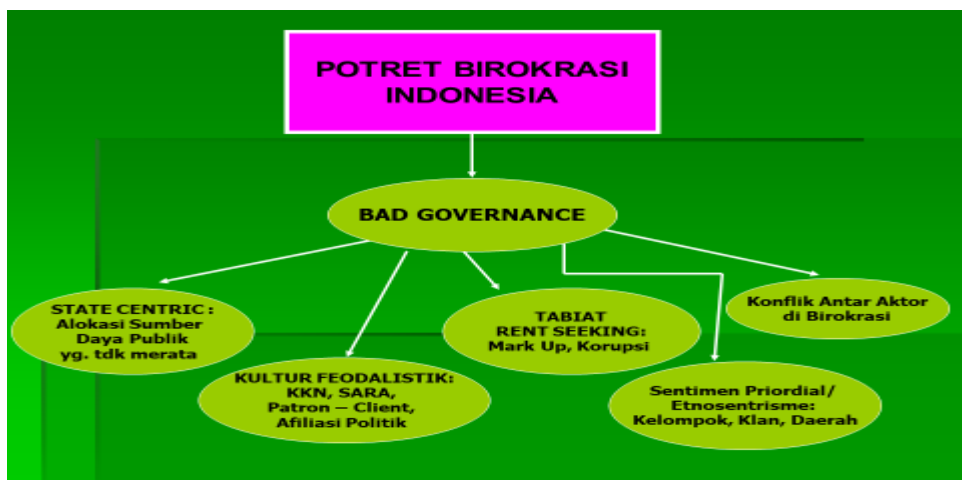 POTRET BIROKRASI
INDONESIA
BAD GOVERNANCE
STATE CENTRIC :
Alokasi Sumber
Daya Publik
yg. tdk merata
KULTUR FEODALISTIK:
KKN, SARA,
Patron – Client,
Afiliasi Politik
TABIAT
RENT SEEKING:
Mark Up, Korupsi
Sentimen Priordial/
Etnosentrisme:
Kelompok, Klan, Daerah
Konflik Antar Aktor
di Birokrasi